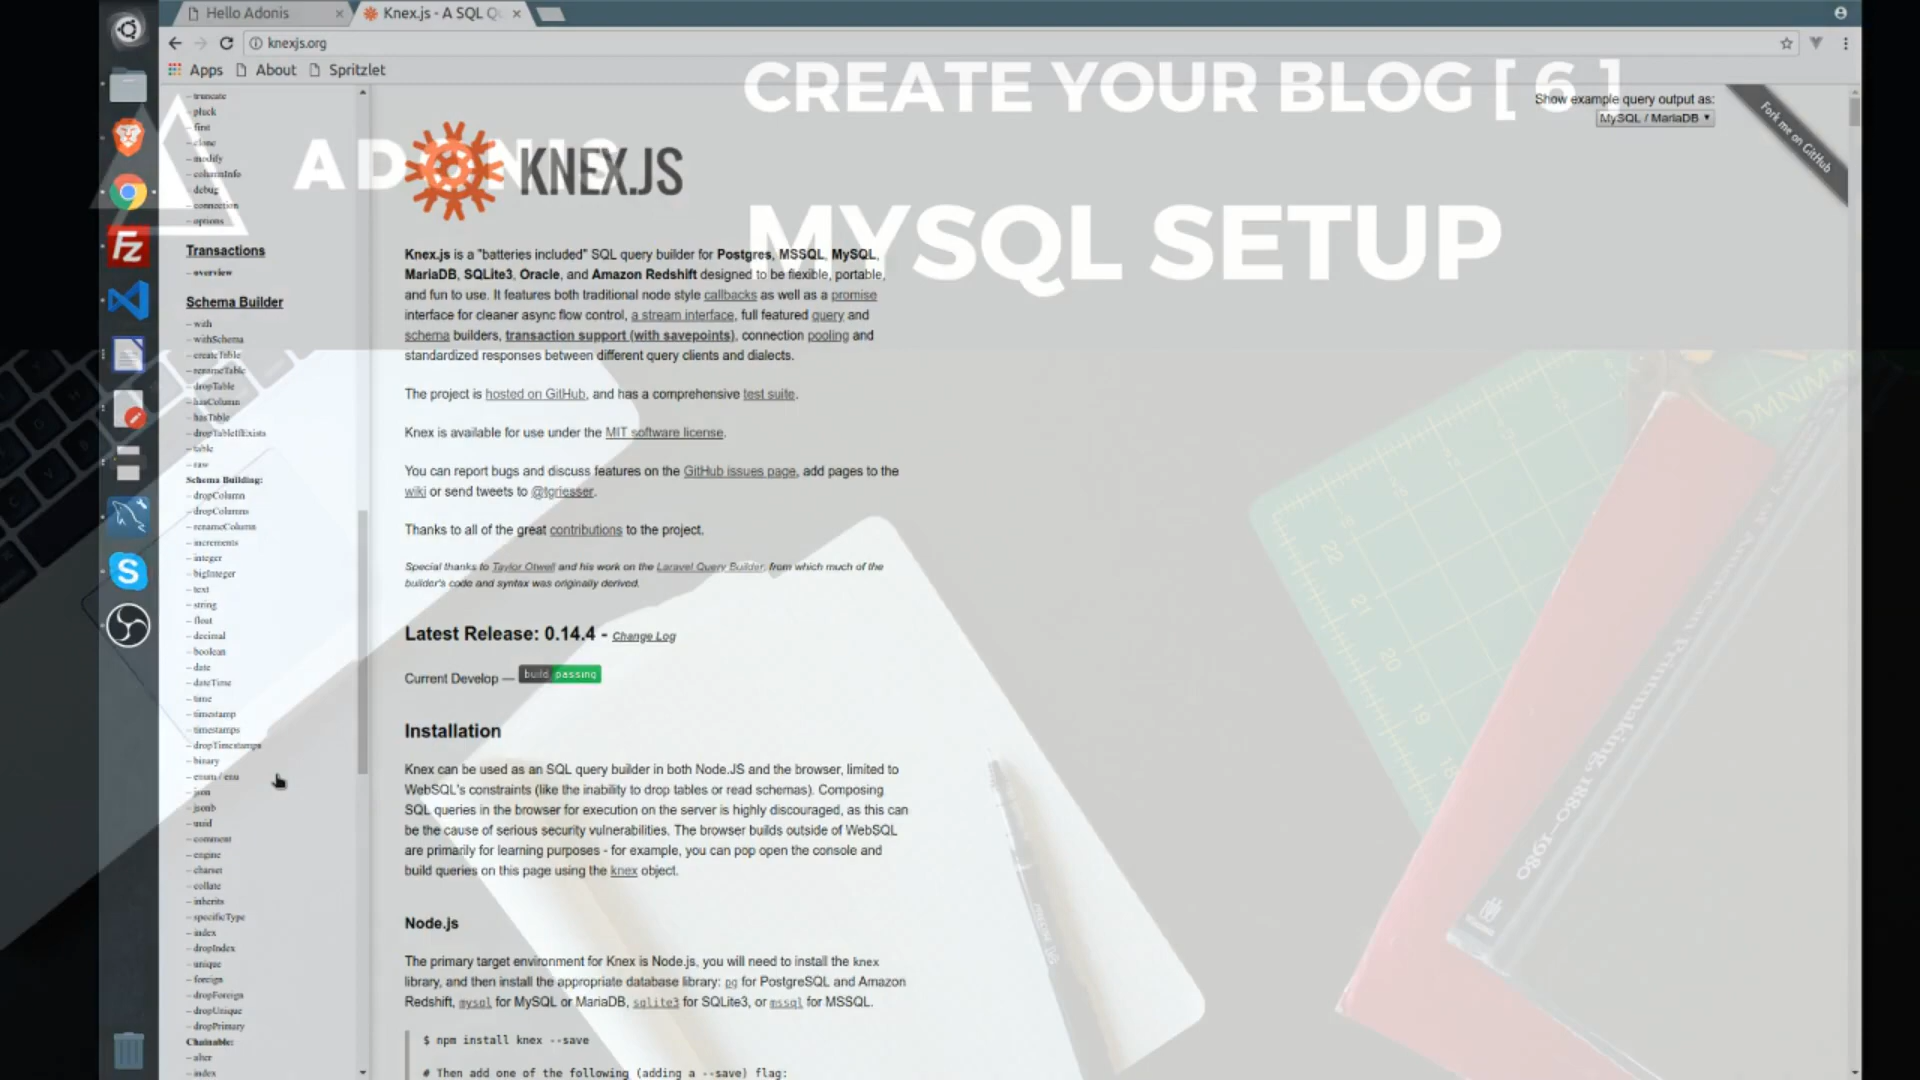 Hello Adonis
Knex.js - A SQL Q
knexjs.org
Apps
About
Spritzlet
CREATE YOUR BLOG [ 6 ]
MYSQL SETUP
ADONIS
Show example query output as:
MySQL / MariaDB
Fork me on GitHub
– truncate
– pluck
– first
– clone
– modify
– columnInfo
– debug
– connection
– options
Transactions
– overview
Schema Builder
– with
– withSchema
– createTable
– renameTable
– dropTable
– hasColumn
– hasTable
– dropTableIfExists
– table
– raw
Schema Building:
– dropColumn
– dropColumns
– renameColumn
– increments
– integer
– bigInteger
– text
– string
– float
– decimal
– boolean
– date
– dateTime
– time
– timestamp
– timestamps
– dropTimestamps
– binary
– enum / enu
– json
– jsonb
– uuid
– comment
– engine
– charset
– collate
– inherits
– specificType
– index
– dropIndex
– unique
– foreign
– dropForeign
– dropUnique
– dropPrimary
Chainable:
– alter
– index
KNEX.JS
Knex.js is a "batteries included" SQL query builder for Postgres, MSSQL, MySQL,
MariaDB, SQLite3, Oracle, and Amazon Redshift designed to be flexible, portable,
and fun to use. It features both traditional node style callbacks as well as a promise
interface for cleaner async flow control, a stream interface, full featured query and
schema builders, transaction support (with savepoints), connection pooling and
standardized responses between different query clients and dialects.
The project is hosted on GitHub, and has a comprehensive test suite.
Knex is available for use under the MIT software license.
You can report bugs and discuss features on the GitHub issues page, add pages to the
wiki or send tweets to @tgriesser.
Thanks to all of the great contributions to the project.
Special thanks to Taylor Otwell and his work on the Laravel Query Builder, from which much of the
builder's code and syntax was originally derived.
Latest Release: 0.14.4 - Change Log
Current Develop — build passing
Installation
Knex can be used as an SQL query builder in both Node.JS and the browser, limited to
WebSQL's constraints (like the inability to drop tables or read schemas). Composing
SQL queries in the browser for execution on the server is highly discouraged, as this can
be the cause of serious security vulnerabilities. The browser builds outside of WebSQL
are primarily for learning purposes - for example, you can pop open the console and
build queries on this page using the knex object.
Node.js
The primary target environment for Knex is Node.js, you will need to install the knex
library, and then install the appropriate database library: pg for PostgreSQL and Amazon
Redshift, mysql for MySQL or MariaDB, sqlite3 for SQLite3, or mssql for MSSQL.
$ npm install knex --save
# Then add one of the following (adding a --save) flag:
22
21
20
19
18
1880–1980